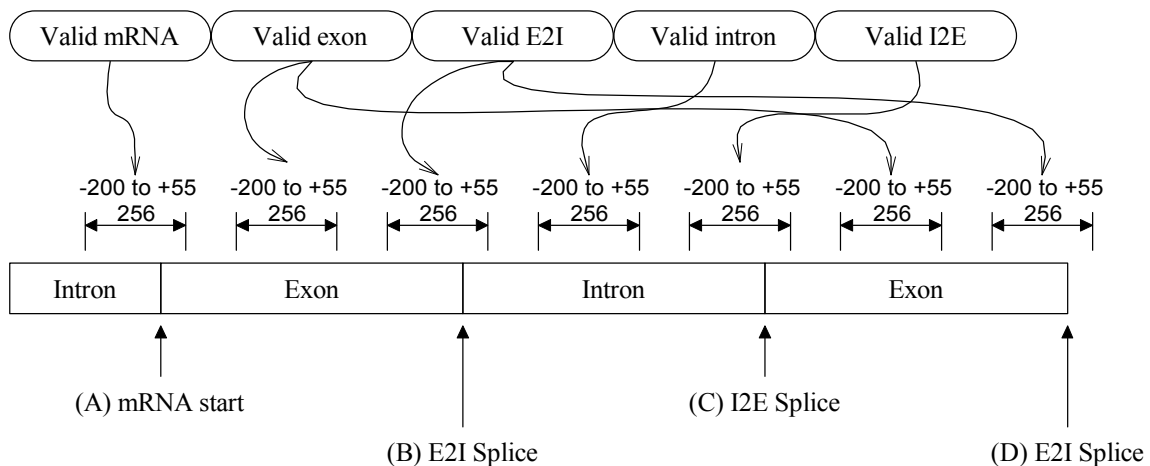 Valid mRNA Valid exon Valid E2I Valid intron Valid I2E
-200 to +55 -200 to +55 -200 to +55 -200 to +55 -200 to +55 -200 to +55 -200 to +55
256 256 256 256 256 256 256
Intron Exon Intron Exon
(A) mRNA start (C) I2E Splice
(B) E2I Splice (D) E2I Splice